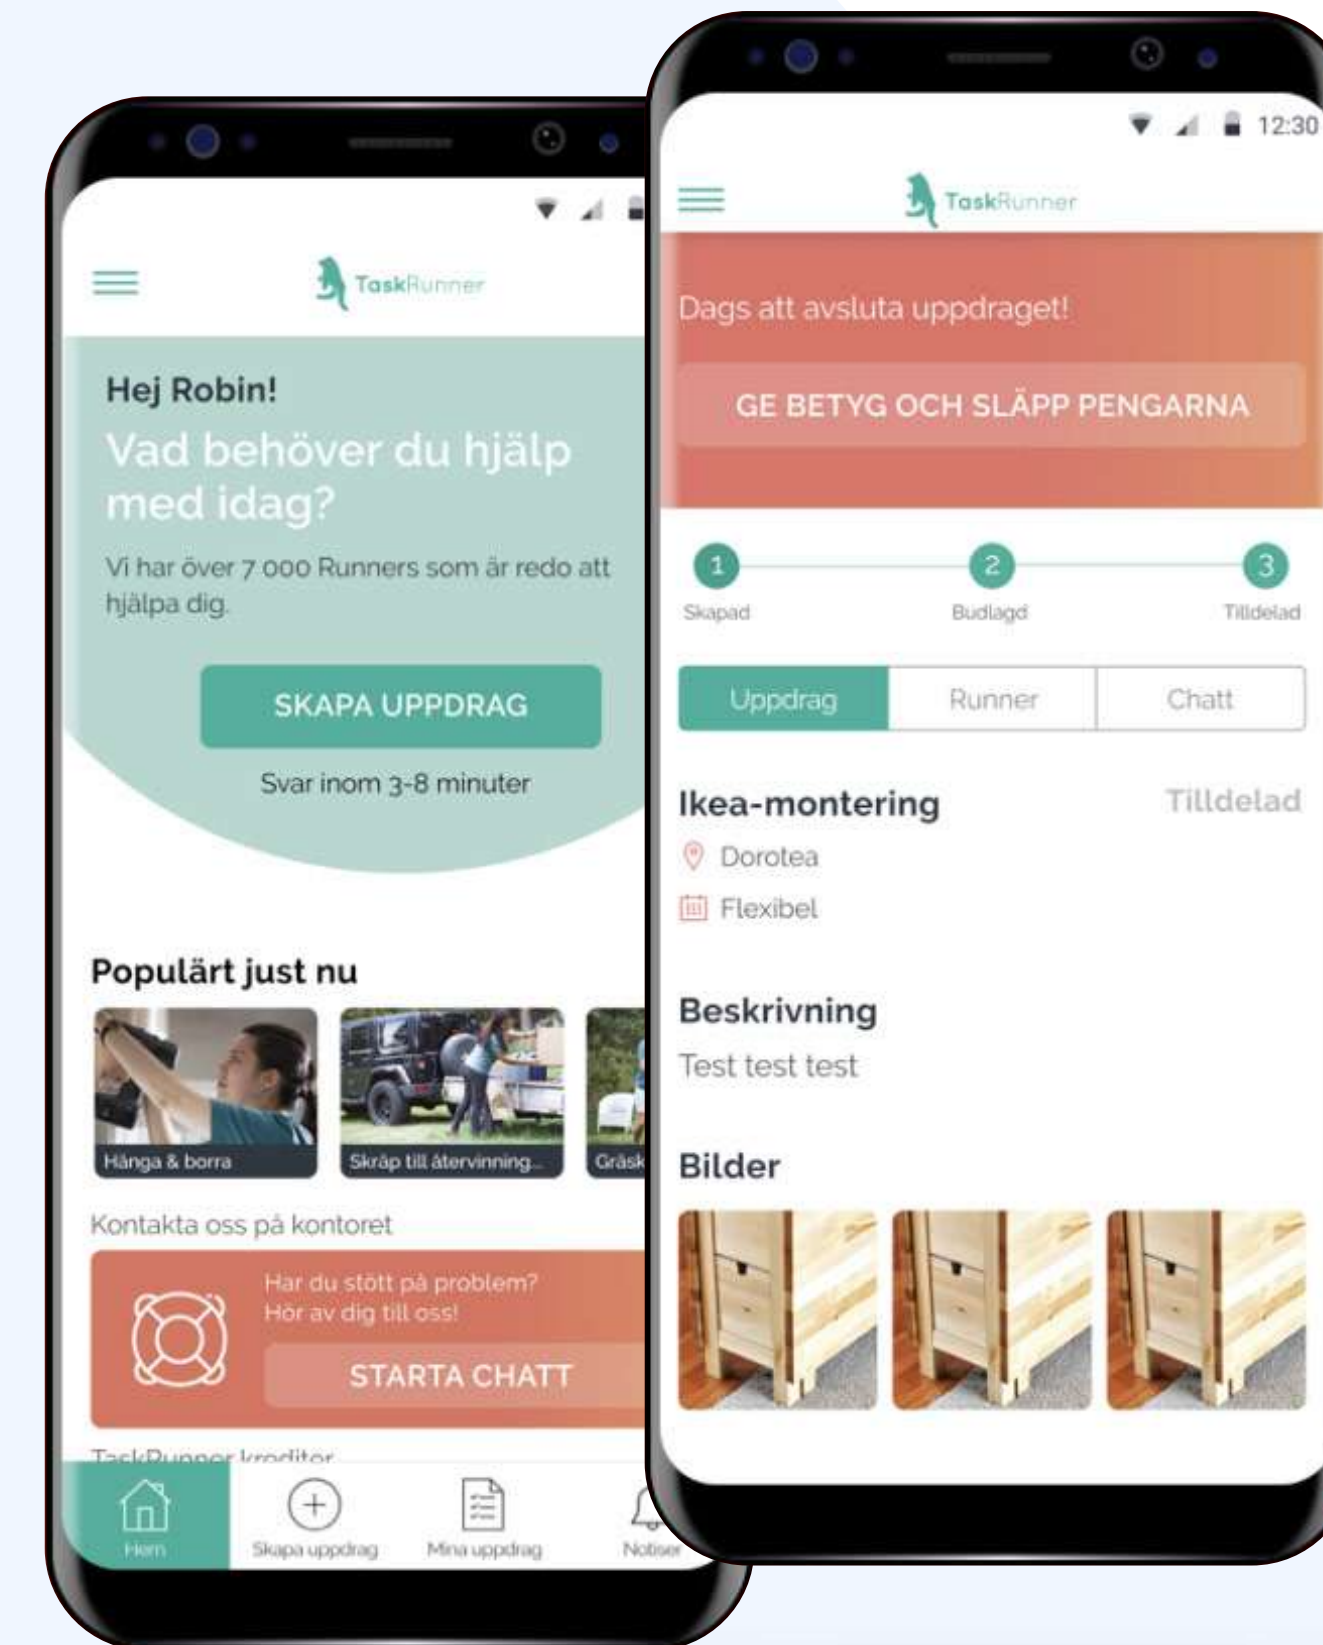 TaskRunner
Hej Robin!
Vad behöver du hjälp
med idag?
Vi har över 7 000 Runners som är redo att
hjälpa dig.
SKAPA UPPDRAG
Svar inom 3-8 minuter
Populärt just nu
Hänga & borra
Skräp till återvinning...
Gräsk
Kontakta oss på kontoret
Har du stött på problem?
Hör av dig till oss!
STARTA CHATT
TaskRunner krediter
Hem
Skapa uppdrag
Mina uppdrag
Notiser
12:30
TaskRunner
Dags att avsluta uppdraget!
GE BETYG OCH SLÄPP PENGARNA
1
2
3
Skapad
Budlagd
Tilldelad
Uppdrag
Runner
Chatt
Ikea-montering
Tilldelad
Dorotea
Flexibel
Beskrivning
Test test test
Bilder